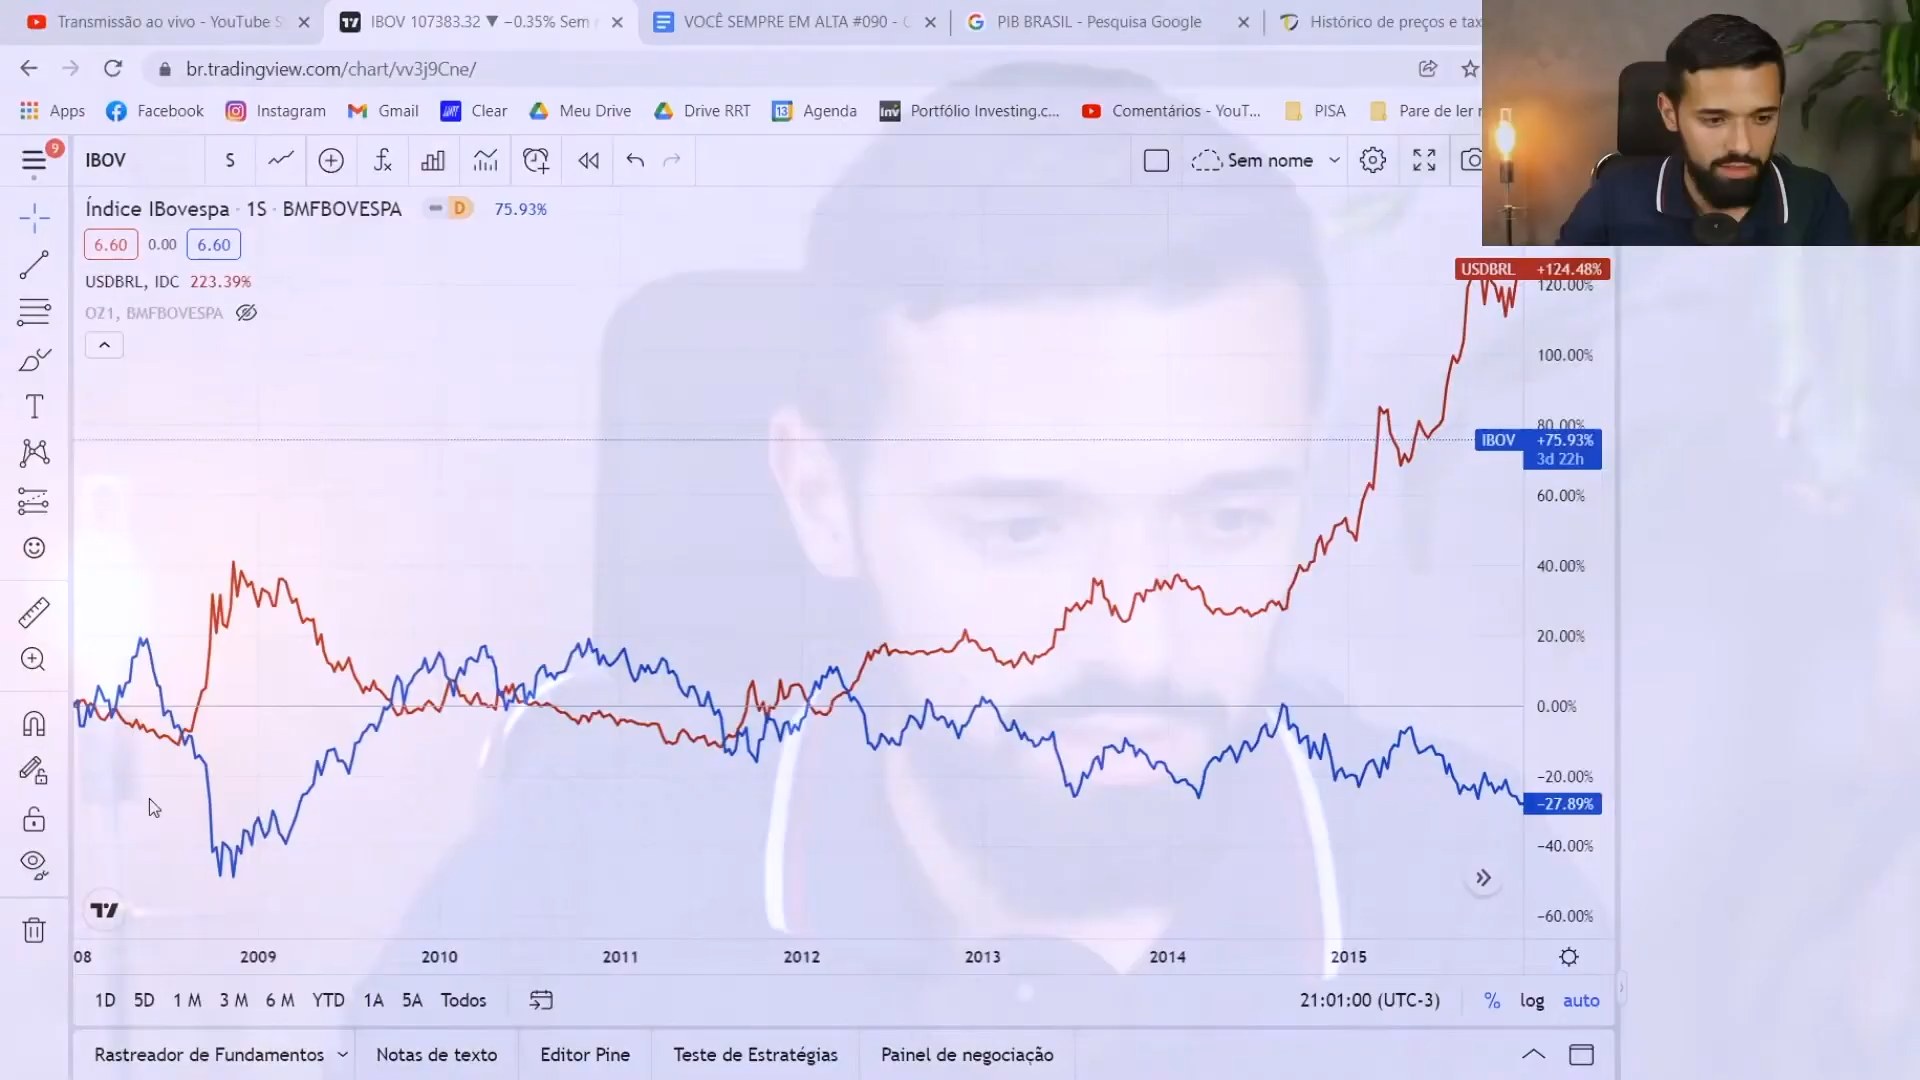 Transmissão ao vivo - YouTube S
IBOV 107383.32 ▼ −0.35% Sem
VOCÊ SEMPRE EM ALTA #090 -
PIB BRASIL - Pesquisa Google
Histórico de preços e tax
br.tradingview.com/chart/vv3j9Cne/
Apps
Facebook
Instagram
Gmail
Clear
Meu Drive
Drive RRT
13
Agenda
Inv
Portfólio Investing.c...
Comentários - YouT...
PISA
Pare de ler
9
IBOV
S
Sem nome
Índice IBovespa · 1S · BMFBOVESPA
D
75.93%
6.60
0.00
6.60
USDBRL, IDC 223.39%
OZ1, BMFBOVESPA
USDBRL +124.48%
120.00%
100.00%
80.00%
IBOV +75.93%
3d 22h
60.00%
40.00%
20.00%
0.00%
−20.00%
−27.89%
−40.00%
−60.00%
08 2009 2010 2011 2012 2013 2014 2015
1D 5D 1 M 3 M 6 M YTD 1A 5A Todos
21:01:00 (UTC-3)
% log auto
Rastreador de Fundamentos
Notas de texto
Editor Pine
Teste de Estratégias
Painel de negociação